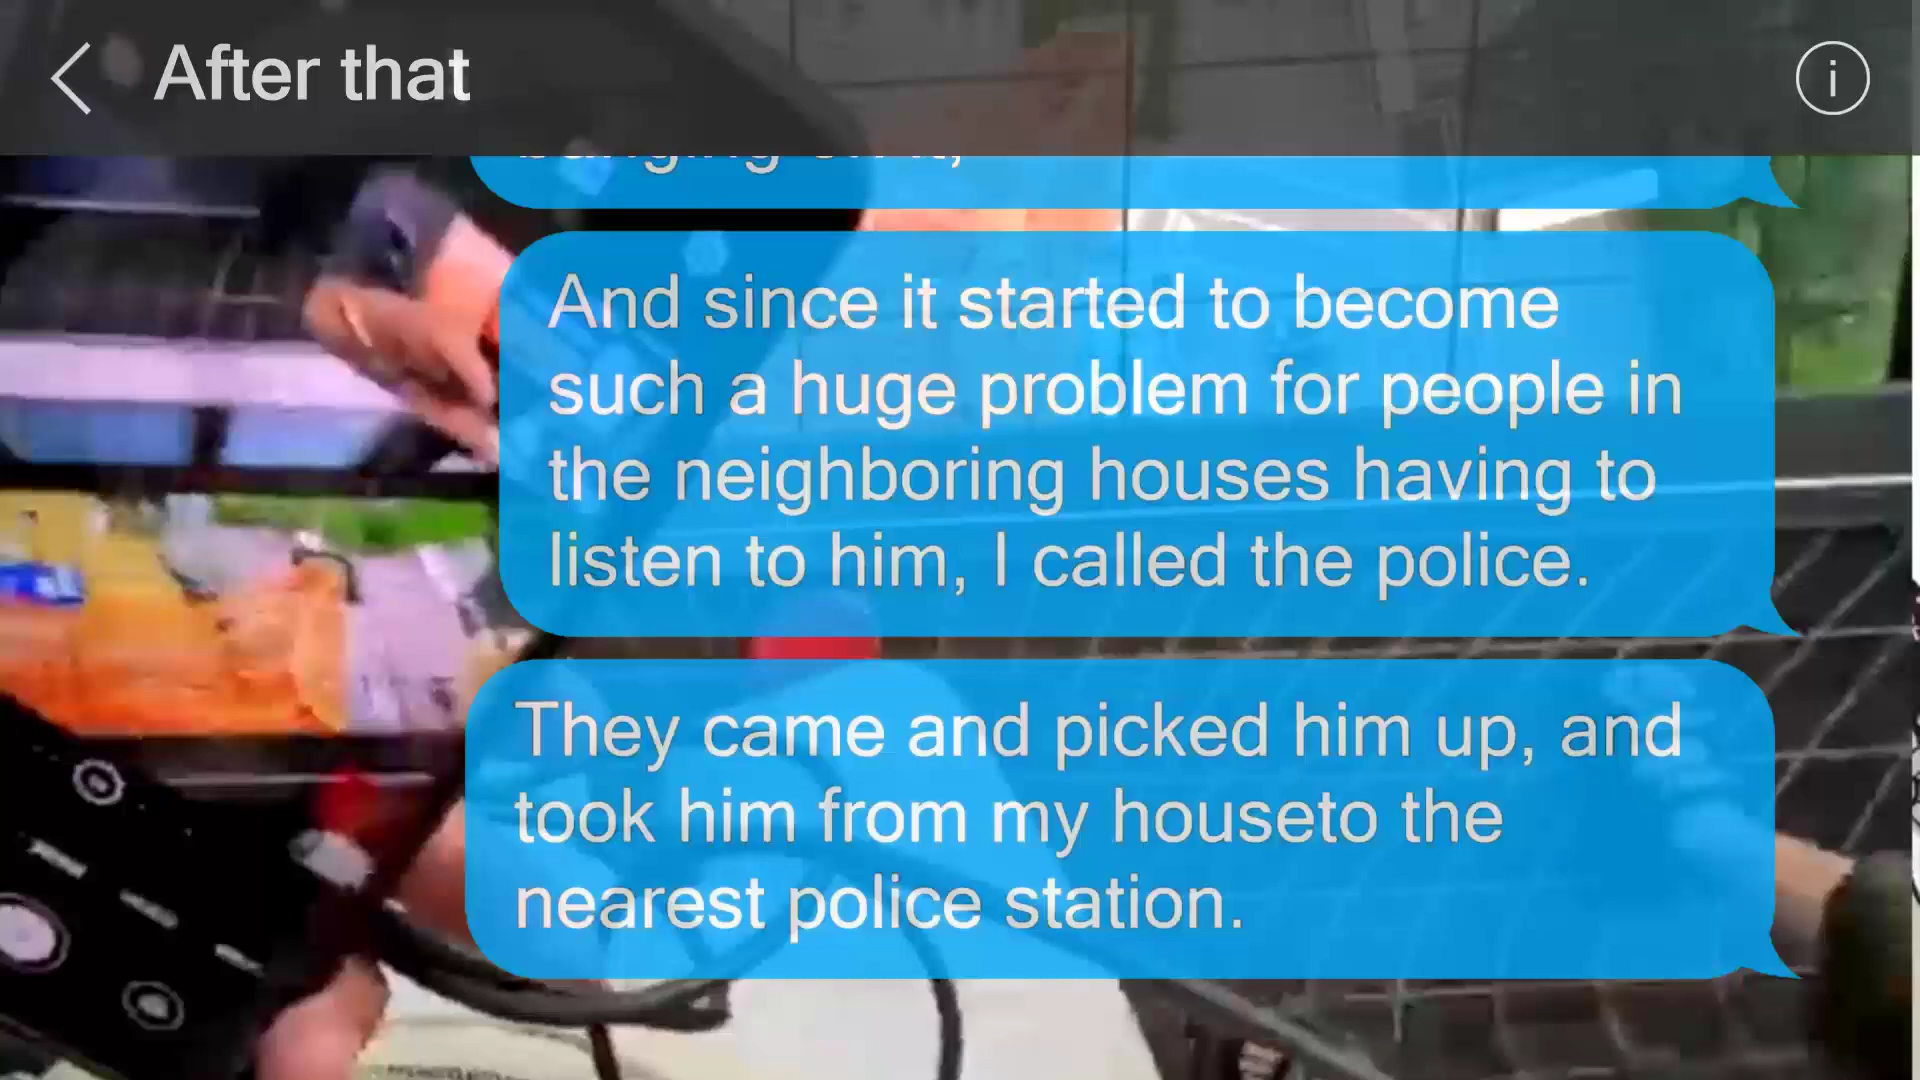 After that
And since it started to become
such a huge problem for people in
the neighboring houses having to
listen to him, I called the police.
They came and picked him up, and
took him from my houseto the
nearest police station.